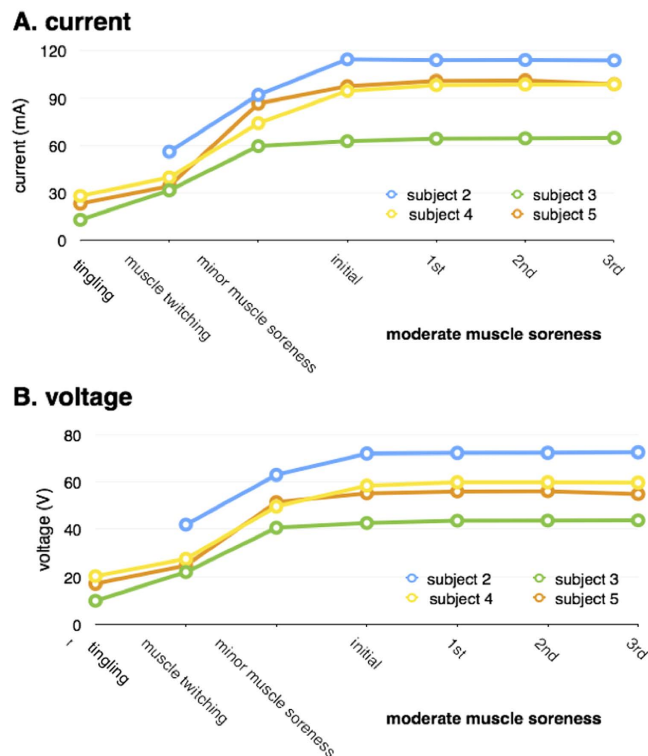 A. current
120
90
60
30
0
current (mA)
subject 2
subject 3
subject 4
subject 5
tingling
muscle twitching
minor muscle soreness
initial
1st
2nd
3rd
moderate muscle soreness
B. voltage
80
60
40
20
0
voltage (V)
subject 2
subject 3
subject 4
subject 5
tingling
muscle twitching
minor muscle soreness
initial
1st
2nd
3rd
moderate muscle soreness